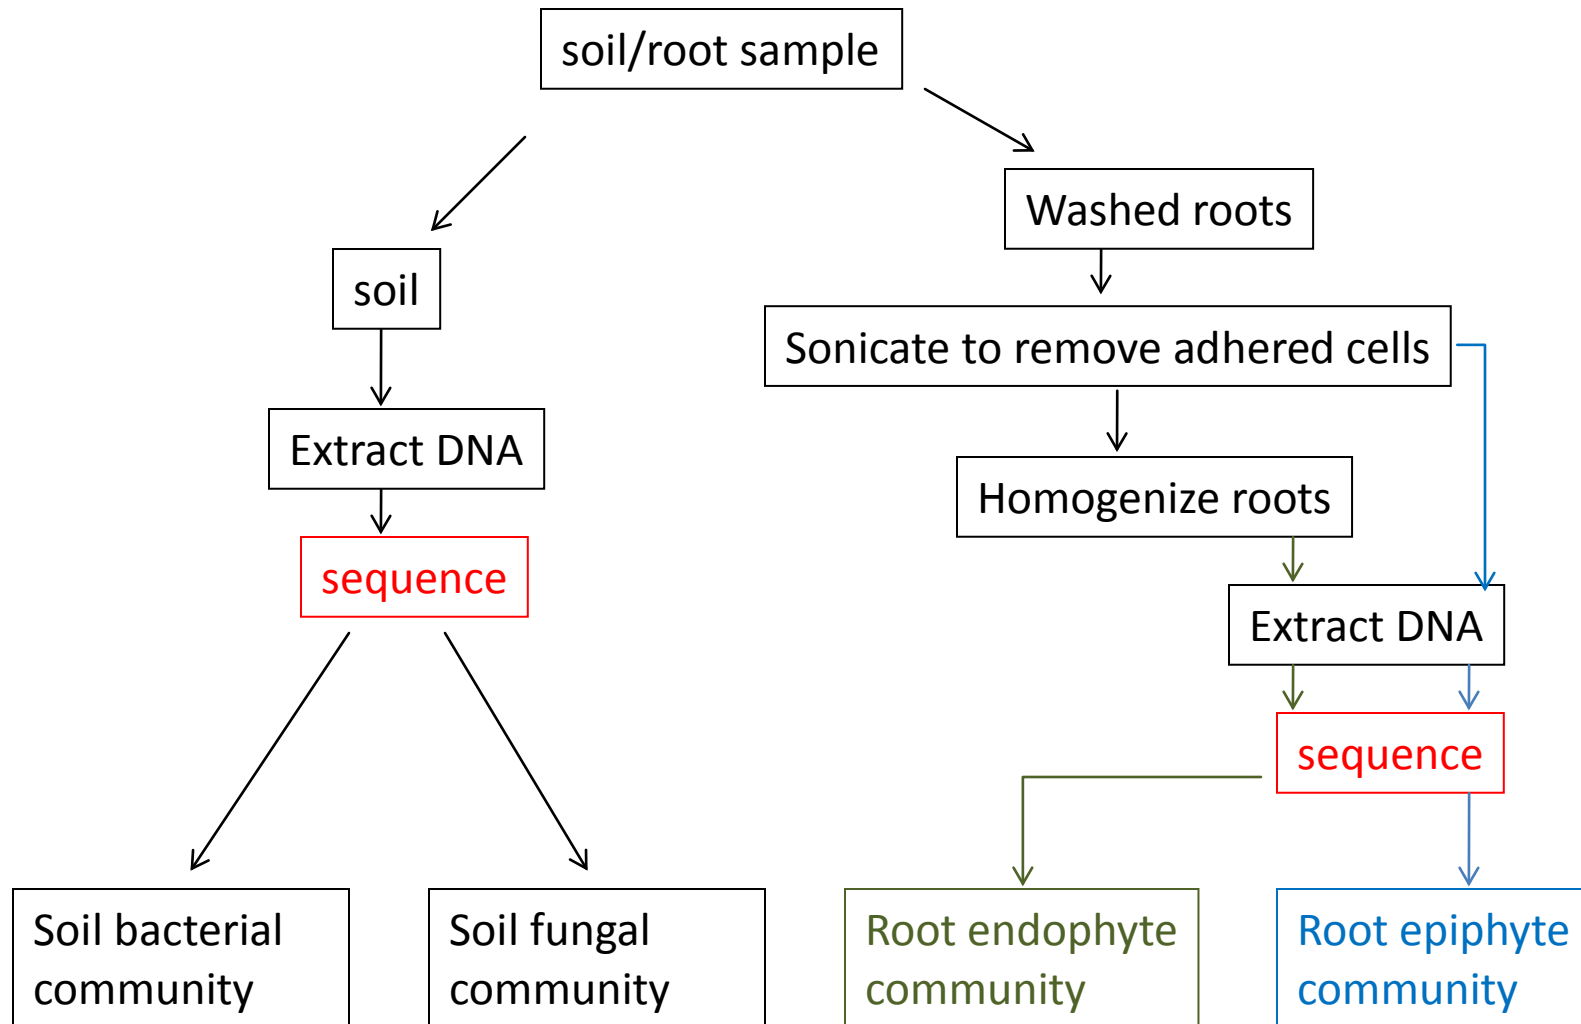 soil/root sample
Washed roots
soil
Sonicate to remove adhered cells
Extract DNA
Homogenize roots
sequence
Extract DNA
sequence
Soil bacterial
community
Soil fungal
community
Root endophyte
community
Root epiphyte
community